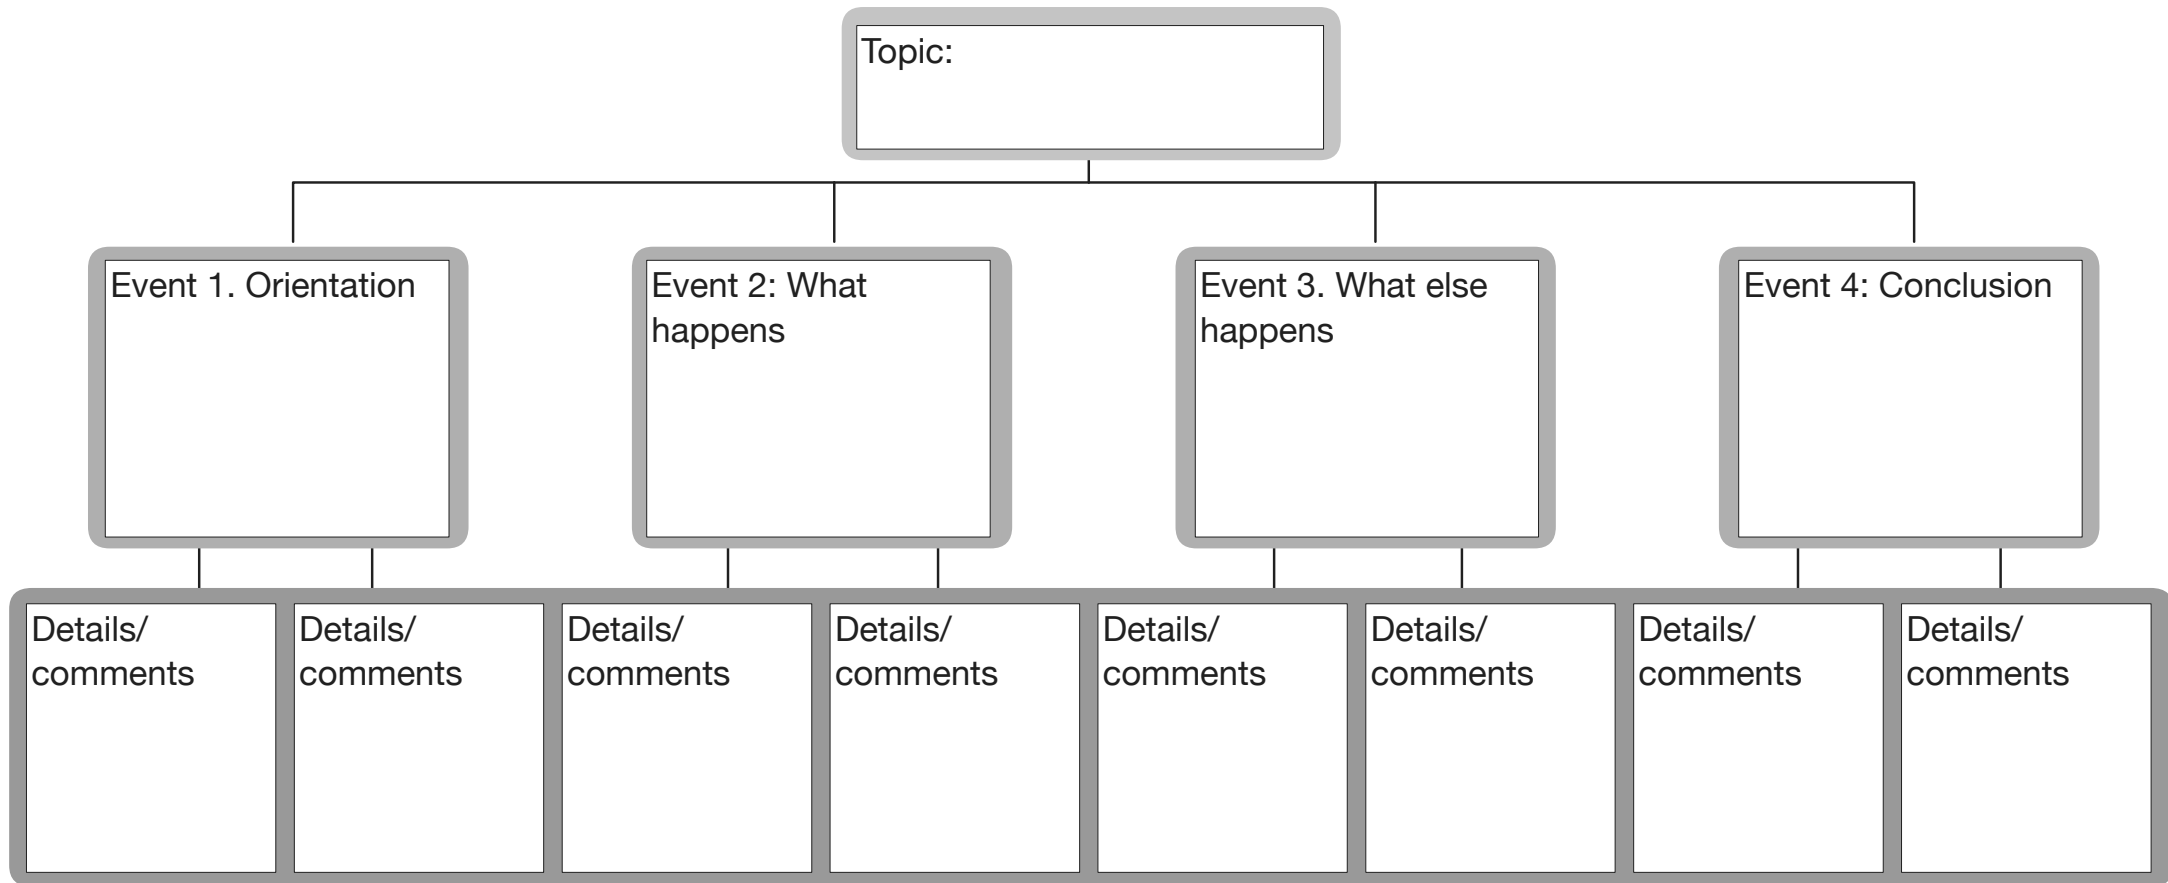 Topic:
Event 1. Orientation
Event 2: What
happens
Event 3. What else
happens
Event 4: Conclusion
Details/
comments
Details/
comments
Details/
comments
Details/
comments
Details/
comments
Details/
comments
Details/
comments
Details/
comments